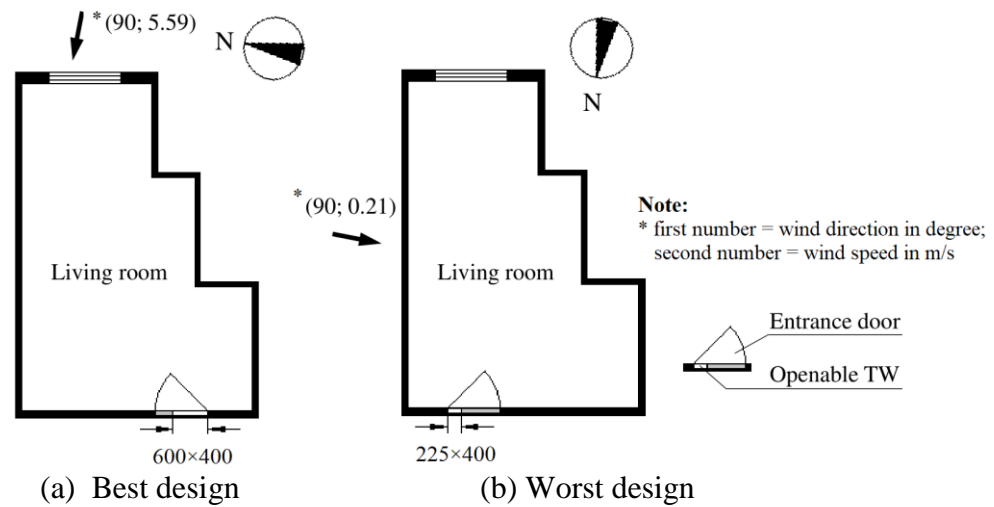 * (90; 5.59)
N
N
* (90; 0.21)
Living room
Living room
Note:
* first number = wind direction in degree;
second number = wind speed in m/s
Entrance door
Openable TW
600×400
225×400
(a) Best design
(b) Worst design